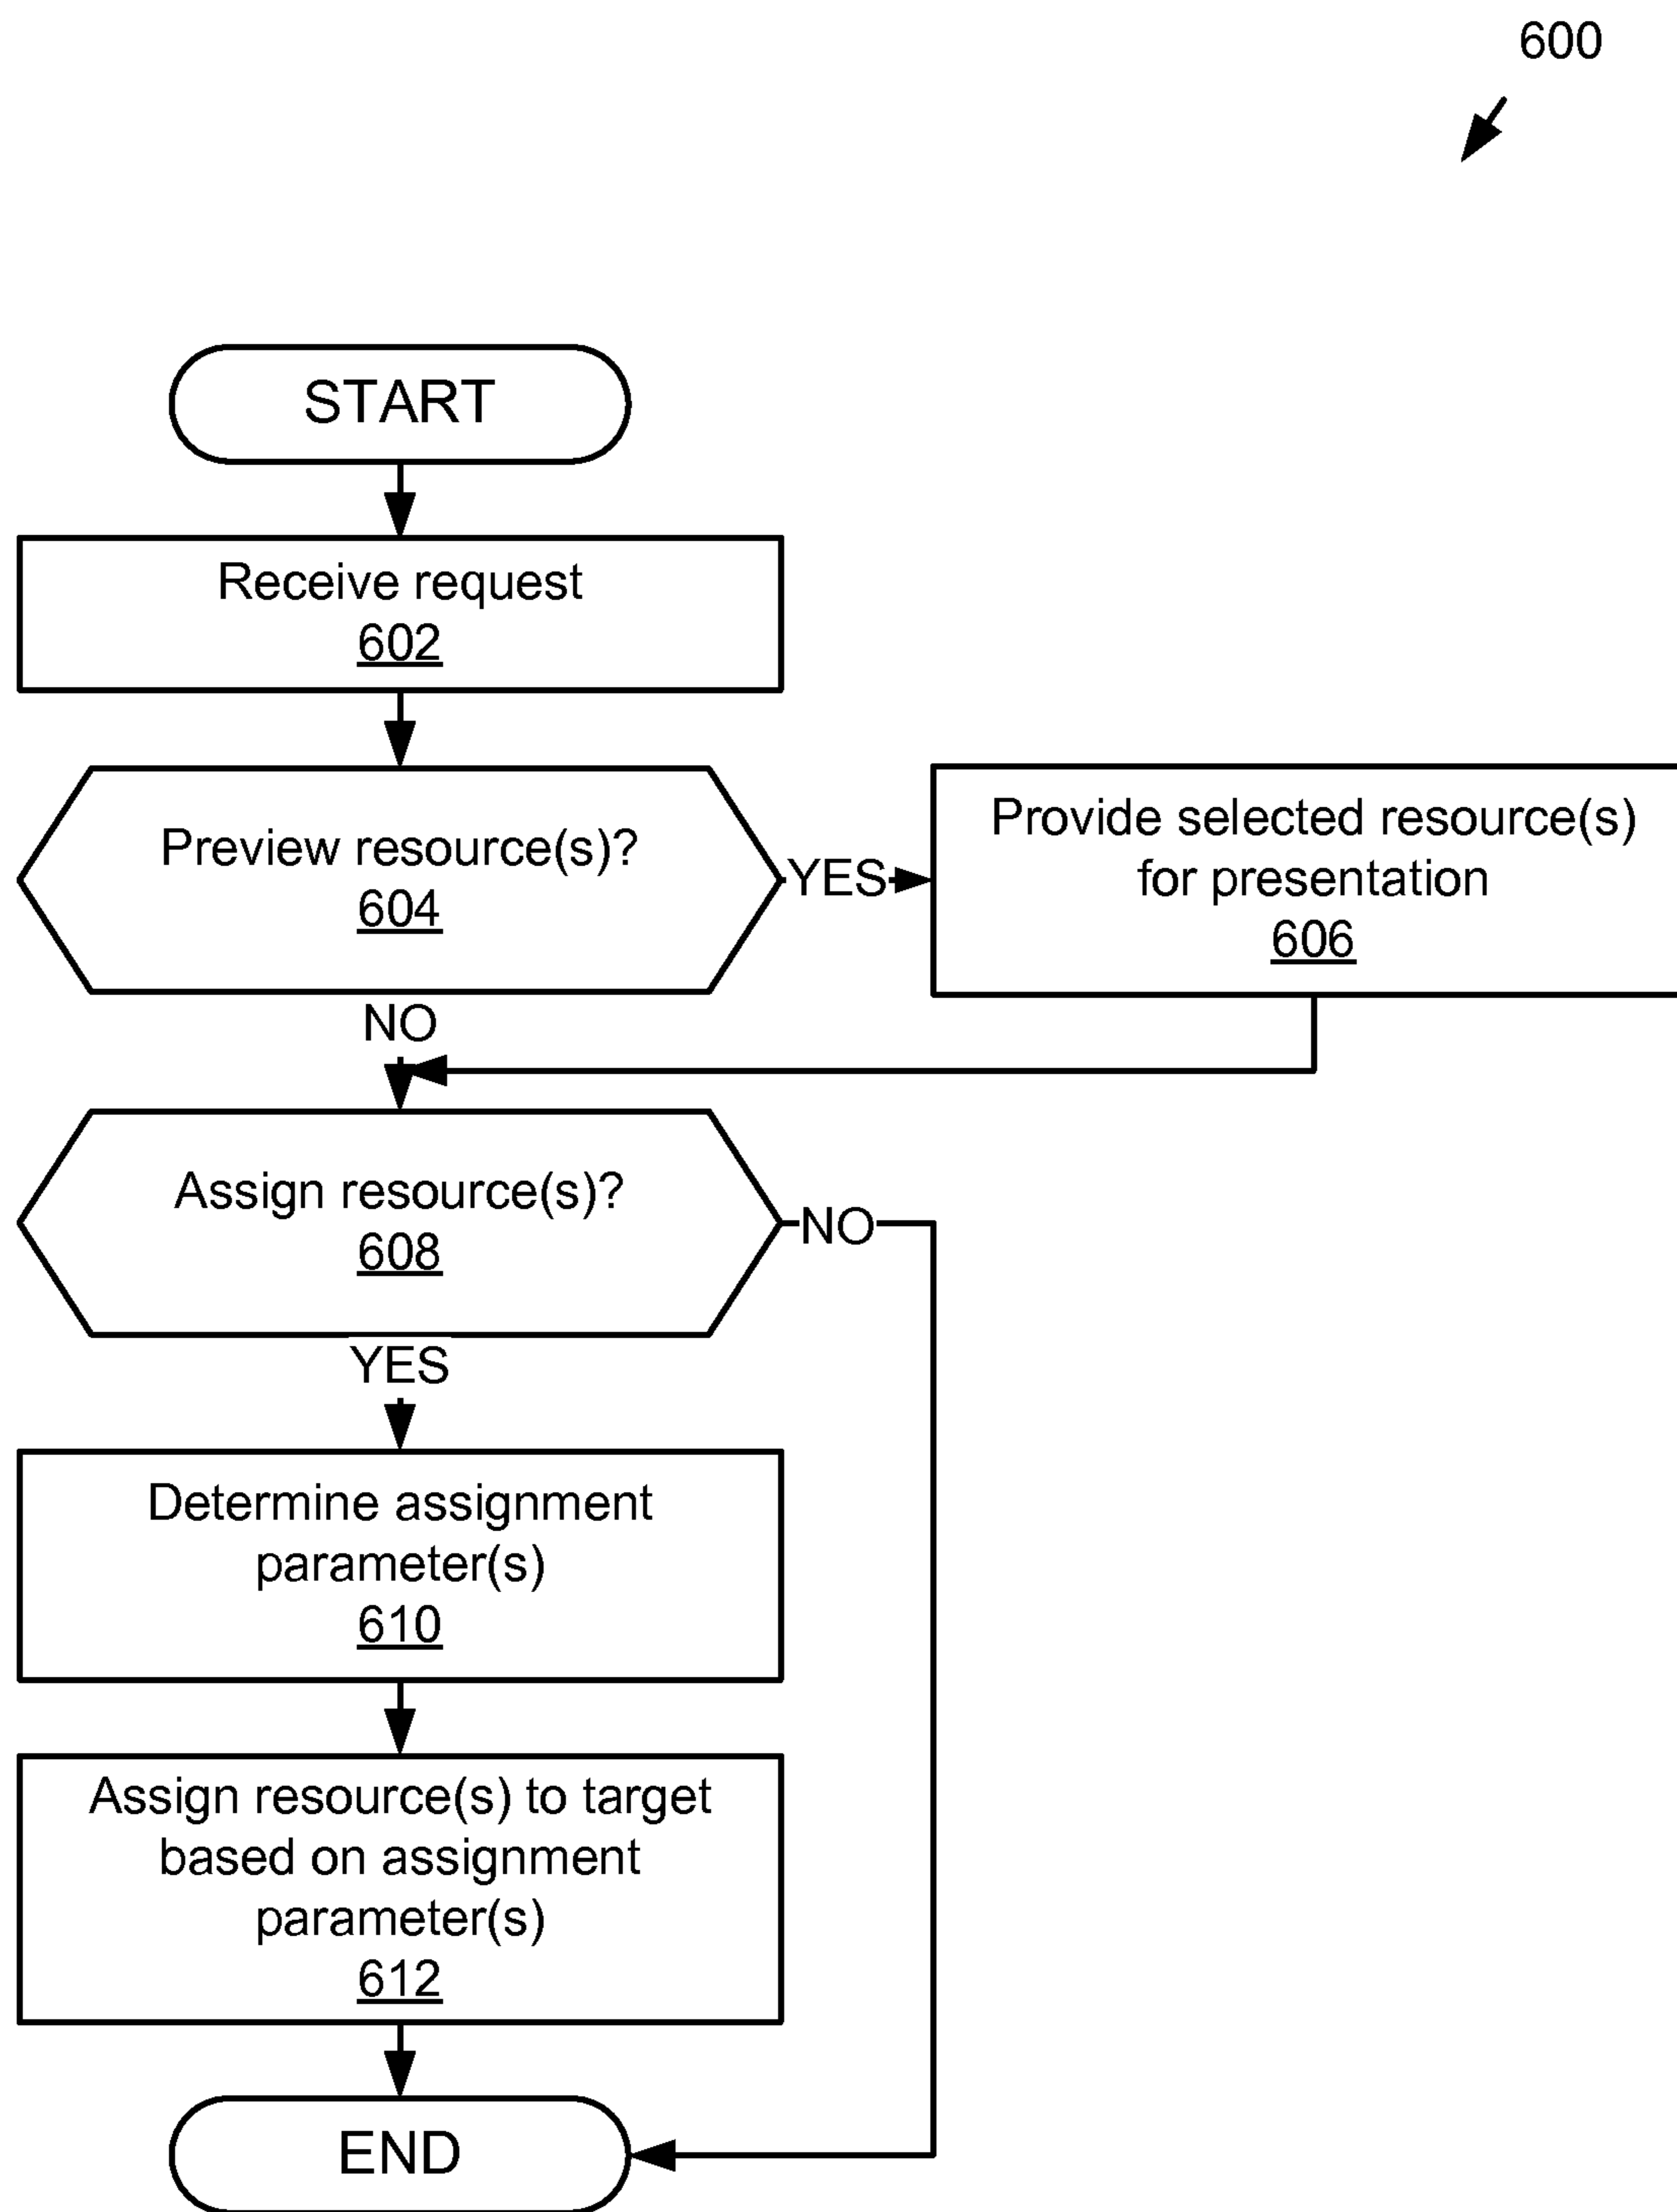 600
START
Receive request
602
Preview resource(s)?
604
YES
Provide selected resource(s)
for presentation
606
NO
Assign resource(s)?
608
NO
YES
Determine assignment
parameter(s)
610
Assign resource(s) to target
based on assignment
parameter(s)
612
END